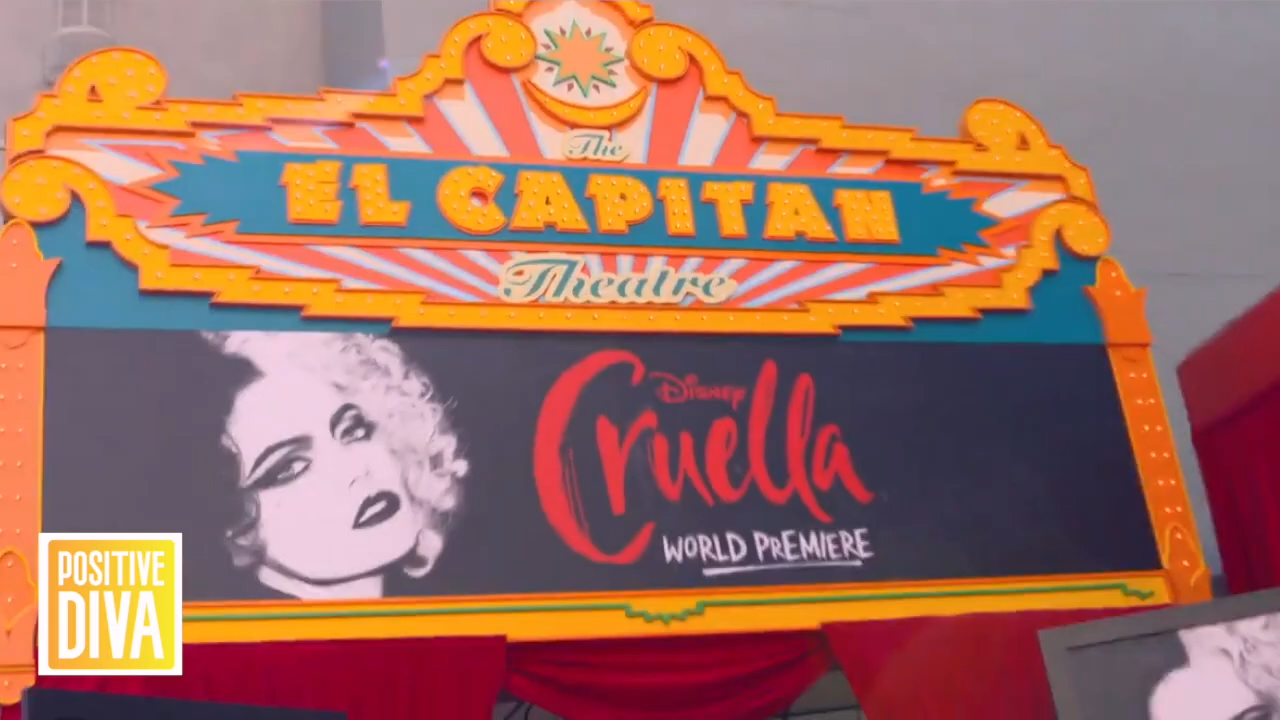 The
EL CAPITAN
Theatre
Disney
Cruella
WORLD PREMIERE
POSITIVE
DIVA